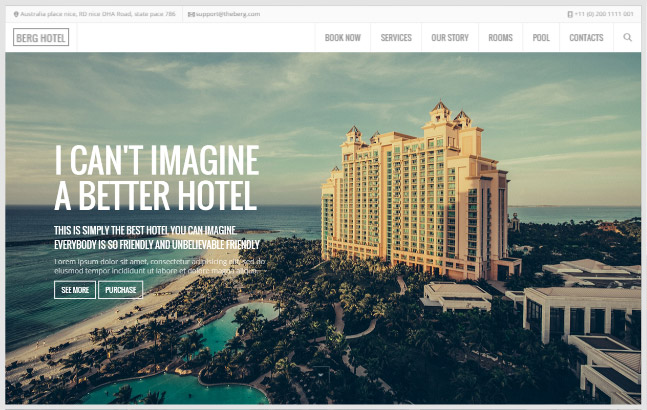 Australia place nice, RD nice DHA Road, state pace 786
support@theberg.com
+11 (0) 200 1111 001
BERG HOTEL
BOOK NOW
SERVICES
OUR STORY
ROOMS
POOL
CONTACTS
I CAN'T IMAGINE
A BETTER HOTEL
THIS IS SIMPLY THE BEST HOTEL YOU CAN IMAGINE
EVERYBODY IS SO FRIENDLY AND UNBELIEVABLE FRIENDLY
Lorem ipsum dolor sit amet, consectetur adipisicing elit, sed do
eiusmod tempor incididunt ut labore et dolore magna
SEE MORE
PURCHASE